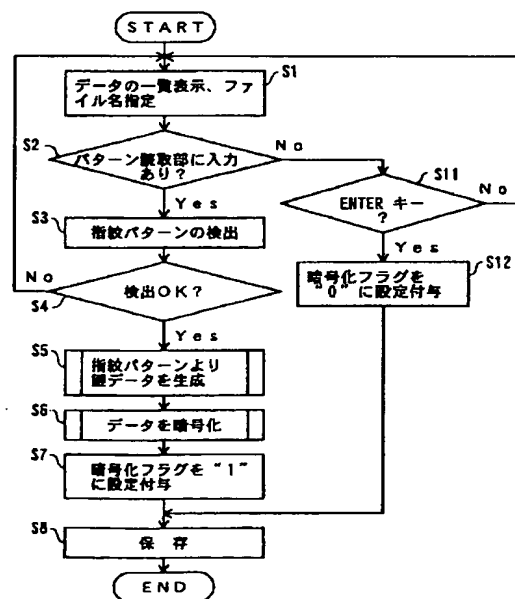 START
S1
データの一覧表示、ファ
イル名指定
S2
パターン読取部に入力
あり?
No
Yes
S11
ENTER キー
?
No
Yes
S3
指紋パターンの検出
S12
暗号化フラグを
“0”に設定付与
No
S4
検出OK?
Yes
S5
指紋パターンより
鍵データを生成
S6
データを暗号化
S7
暗号化フラグを“1”
に設定付与
S8
保 存
END